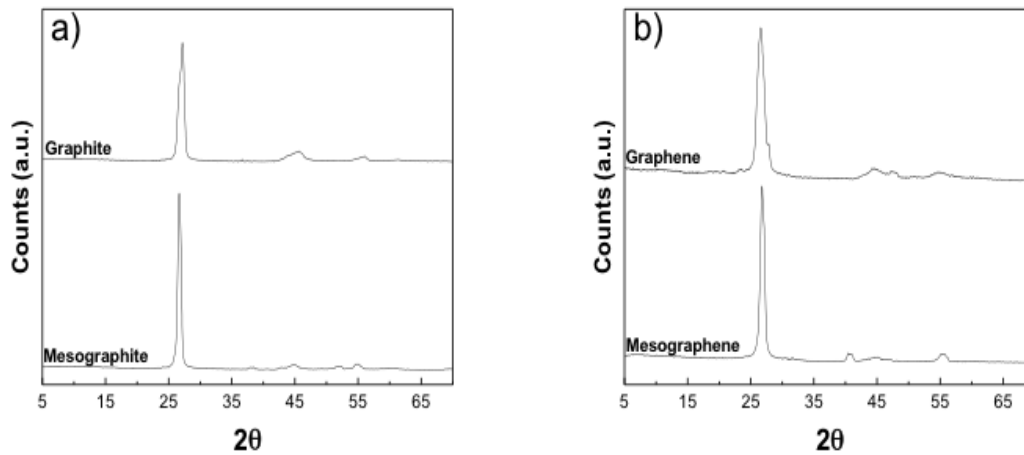 a)
Counts (a.u.)
Graphite
Mesographite
5 15 25 35 45 55 65
2θ
b)
Counts (a.u.)
Graphene
Mesographene
5 15 25 35 45 55 65
2θ